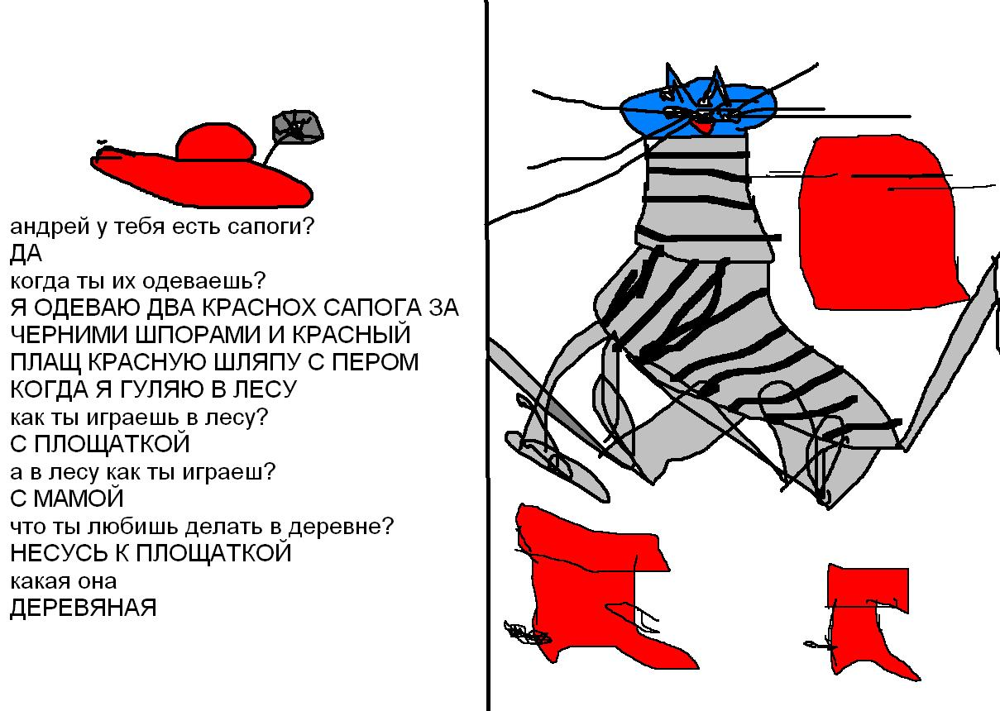 андрей у тебя есть сапоги?
ДА
когда ты их одеваешь?
Я ОДЕВАЮ ДВА КРАСНОХ САПОГА ЗА
ЧЕРНИМИ ШПОРАМИ И КРАСНЫЙ
ПЛАЩ КРАСНУЮ ШЛЯПУ С ПЕРОМ
КОГДА Я ГУЛЯЮ В ЛЕСУ
как ты играешь в лесу?
С ПЛОЩАТКОЙ
а в лесу как ты играеш?
С МАМОЙ
что ты любишь делать в деревне?
НЕСУСЬ К ПЛОЩАТКОЙ
какая она
ДЕРЕВЯНАЯ